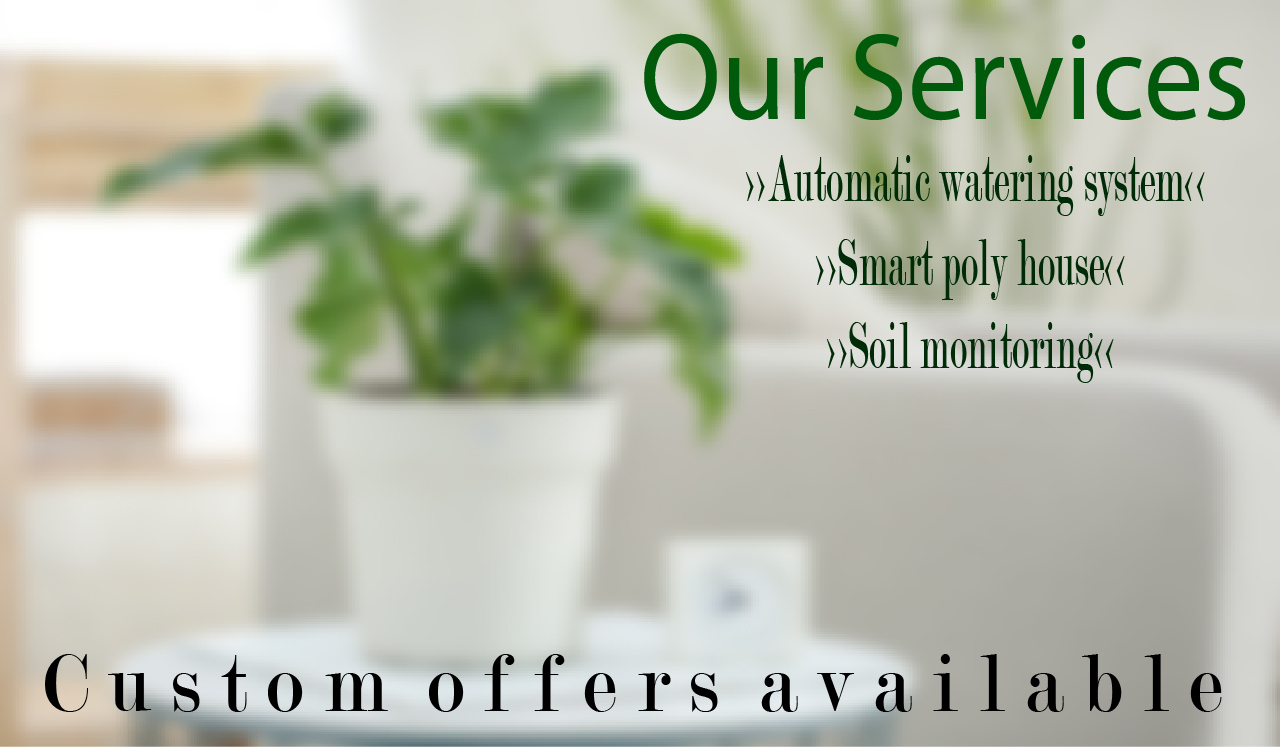 Our Services
››Automatic watering system‹‹
››Smart poly house‹‹
››Soil monitoring‹‹
Custom offers available